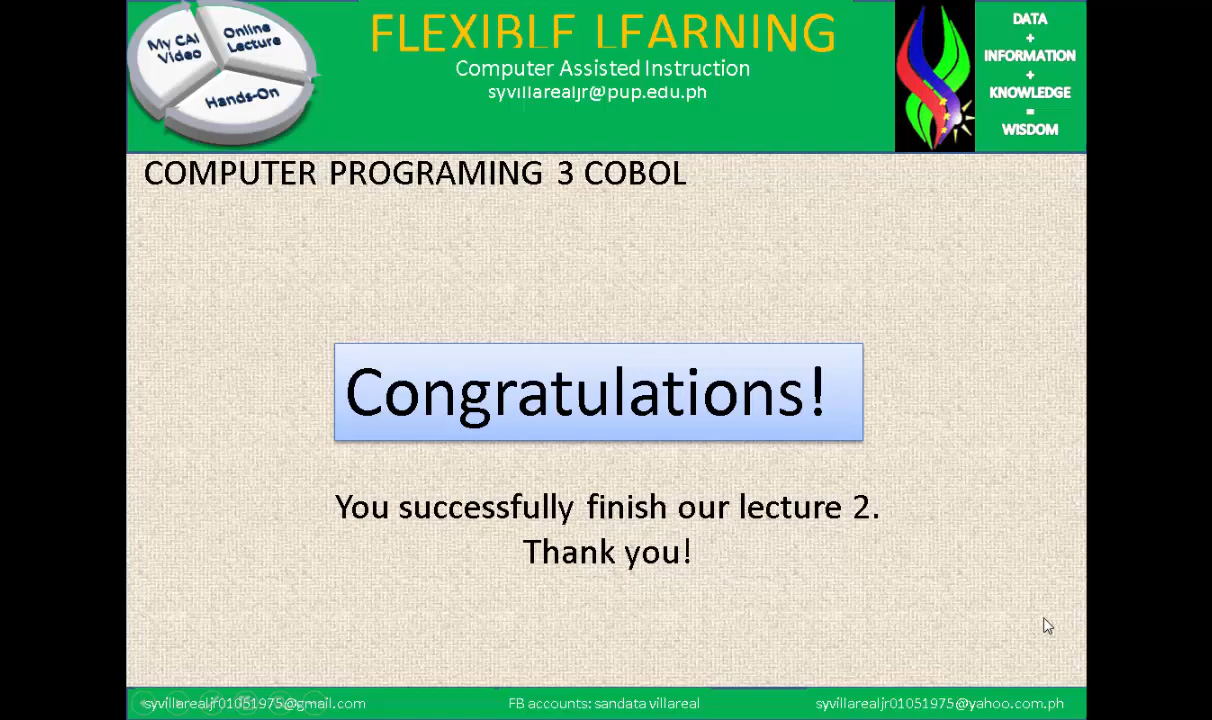 My CAI
Video
Online
Lecture
Hands-On
FLEXIBLE LEARNING
Computer Assisted Instruction
syvillarealjr@pup.edu.ph
DATA
+
INFORMATION
+
KNOWLEDGE
=
WISDOM
COMPUTER PROGRAMING 3 COBOL
Congratulations!
You successfully finish our lecture 2.
Thank you!
syvillarealjr01051975@gmail.com
FB accounts: sandata villareal
syvillarealjr01051975@yahoo.com.ph